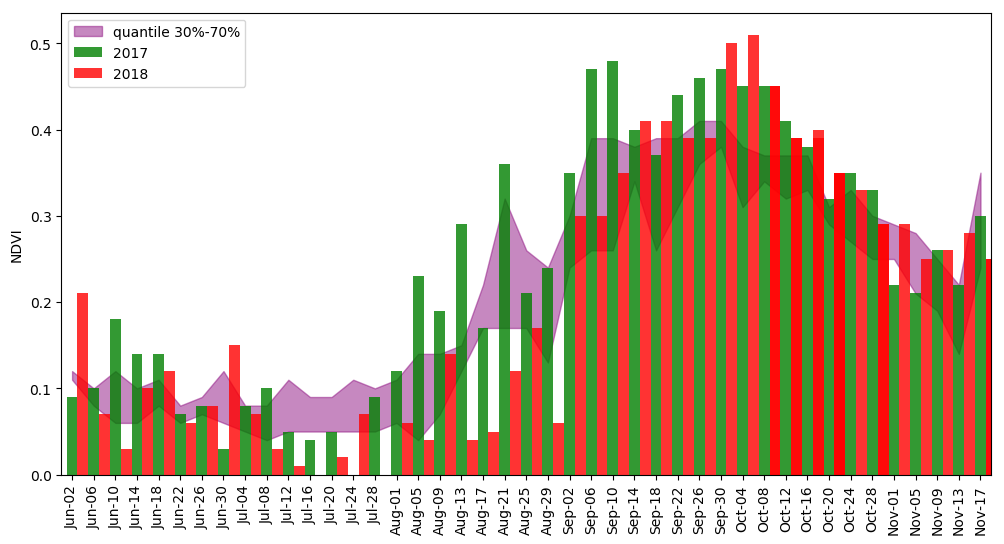 quantile 30%-70%
2017
2018
NDVI
0.5
0.4
0.3
0.2
0.1
0.0
Jun-02
Jun-06
Jun-10
Jun-14
Jun-18
Jun-22
Jun-26
Jun-30
Jul-04
Jul-08
Jul-12
Jul-16
Jul-20
Jul-24
Jul-28
Aug-01
Aug-05
Aug-09
Aug-13
Aug-17
Aug-21
Aug-25
Aug-29
Sep-02
Sep-06
Sep-10
Sep-14
Sep-18
Sep-22
Sep-26
Sep-30
Oct-04
Oct-08
Oct-12
Oct-16
Oct-20
Oct-24
Oct-28
Nov-01
Nov-05
Nov-09
Nov-13
Nov-17